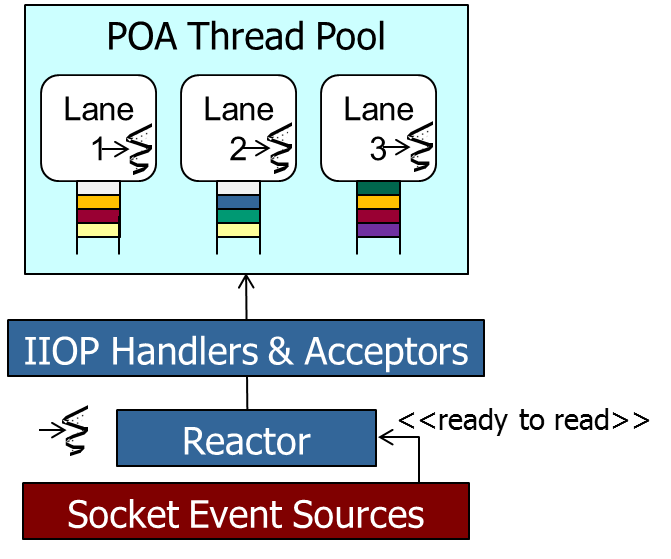 POA Thread Pool
Lane
1
Lane
2
Lane
3
IIOP Handlers & Acceptors
<<ready to read>>
Reactor
Socket Event Sources